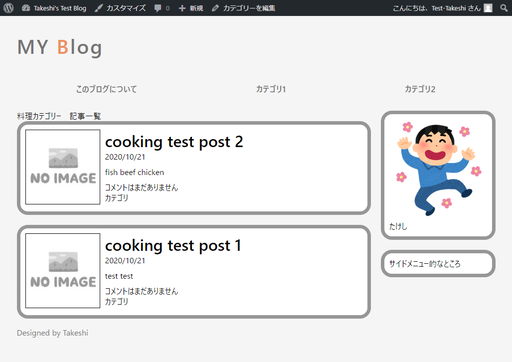 Takeshi's Test Blog カスタマイズ 0 新規 カテゴリーを編集 こんにちは、Test-Takeshi さん
MY Blog
このブログについて カテゴリ1 カテゴリ2
料理カテゴリー 記事一覧
NO IMAGE
cooking test post 2
2020/10/21
fish beef chicken
コメントはまだありません
カテゴリ
NO IMAGE
cooking test post 1
2020/10/21
test test
コメントはまだありません
カテゴリ
たけし
サイドメニュー的なところ
Designed by Takeshi